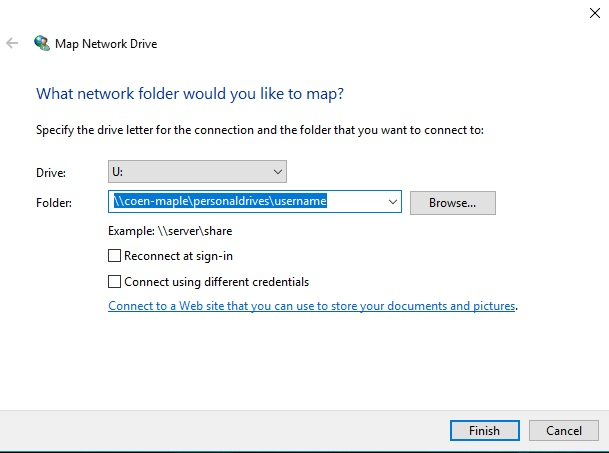 Map Network Drive
What network folder would you like to map?
Specify the drive letter for the connection and the folder that you want to connect to:
Drive: U:
Folder: \\coen-maple\personaldrives\username Browse...
Example: \\server\share
Reconnect at sign-in
Connect using different credentials
Connect to a Web site that you can use to store your documents and pictures.
Finish Cancel